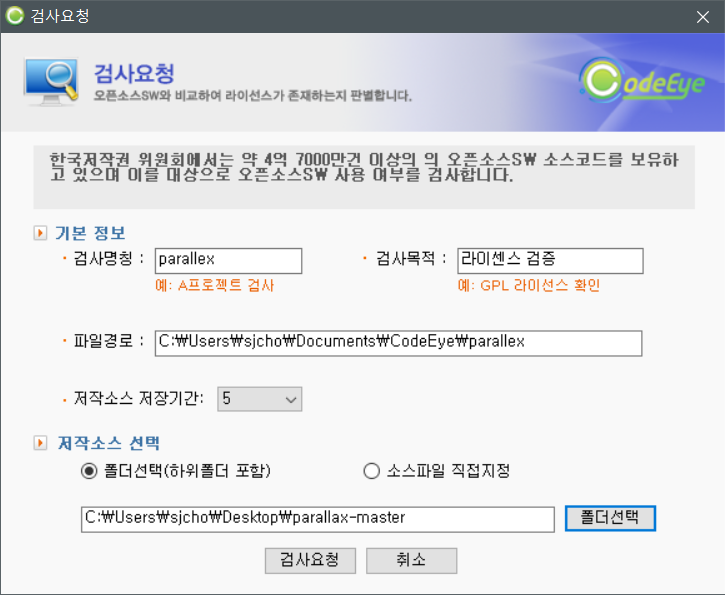 검사요청
검사요청
오픈소스SW와 비교하여 라이선스가 존재하는지 판별합니다.
CodeEye
한국저작권 위원회에서는 약 4억 7000만건 이상의 의 오픈소스SW 소스코드를 보유하
고 있으며 이를 대상으로 오픈소스SW 사용 여부를 검사합니다.
기본 정보
· 검사명칭 : parallex · 검사목적 : 라이센스 검증
예: A프로젝트 검사 예: GPL 라이선스 확인
· 파일경로 : C:₩Users₩sjcho₩Documents₩CodeEye₩parallex
· 저작소스 저장기간: 5
저작소스 선택
폴더선택(하위폴더 포함) 소스파일 직접지정
C:₩Users₩sjcho₩Desktop₩parallax-master 폴더선택
검사요청 취소